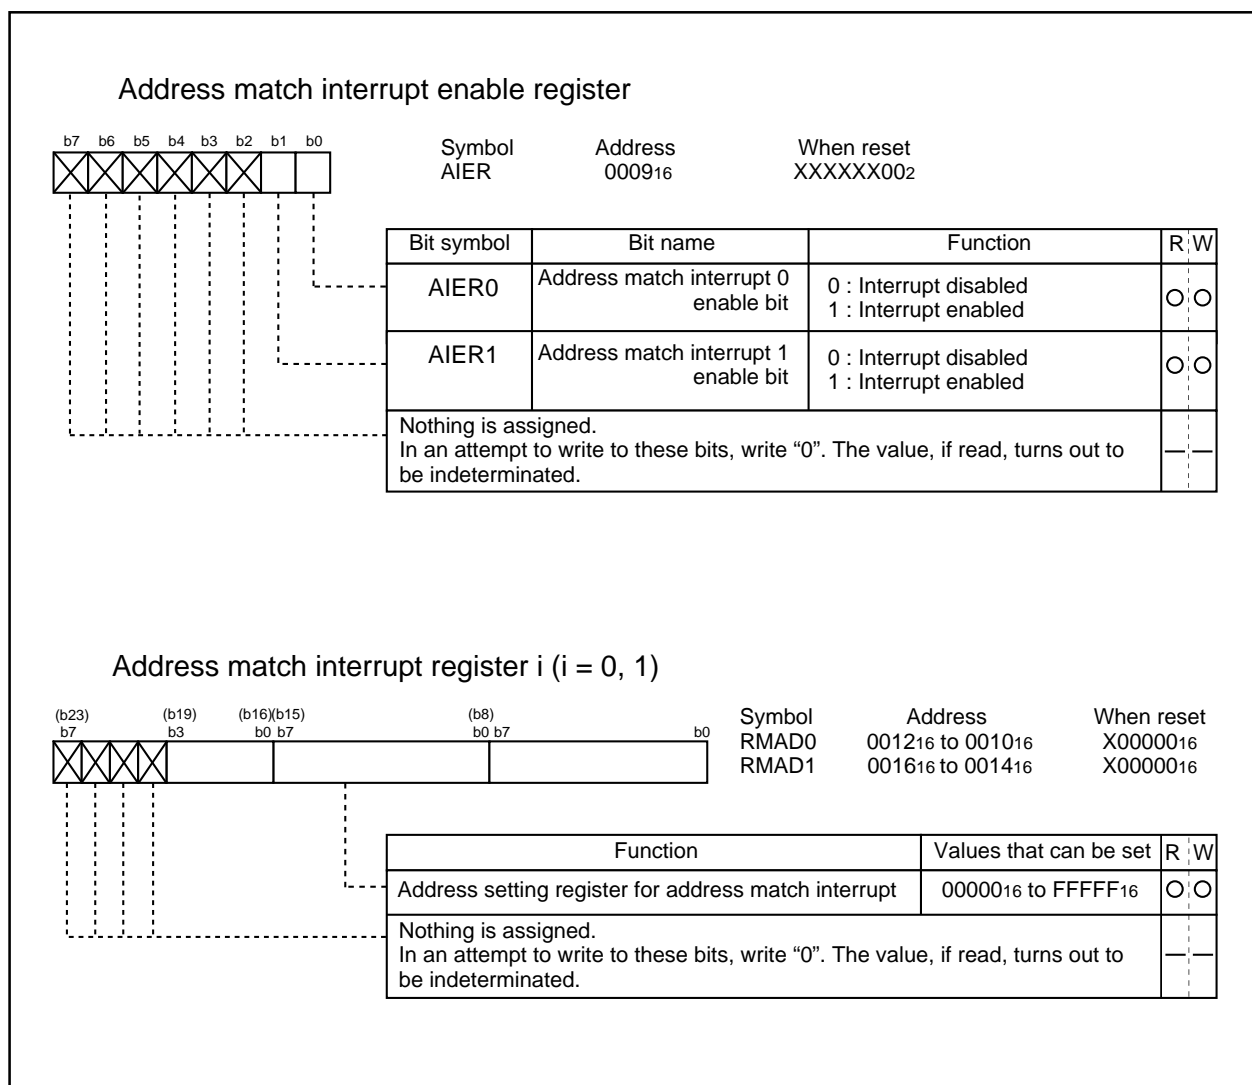 Address match interrupt enable register
b7 b6 b5 b4 b3 b2 b1 b0
Symbol Address When reset
AIER 000916 XXXXXX002
Bit symbol Bit name Function R W
AIER0 Address match interrupt 0 enable bit 0 : Interrupt disabled
1 : Interrupt enabled
AIER1 Address match interrupt 1 enable bit 0 : Interrupt disabled
1 : Interrupt enabled
Nothing is assigned.
In an attempt to write to these bits, write “0”. The value, if read, turns out to
be indeterminated.
Address match interrupt register i (i = 0, 1)
(b23) (b19) (b16)(b15) (b8)
b7 b3 b0 b7 b0 b7 b0
Symbol Address When reset
RMAD0 001216 to 001016 X0000016
RMAD1 001616 to 001416 X0000016
Function Values that can be set R W
Address setting register for address match interrupt 0000016 to FFFFF16
Nothing is assigned.
In an attempt to write to these bits, write “0”. The value, if read, turns out to
be indeterminated.